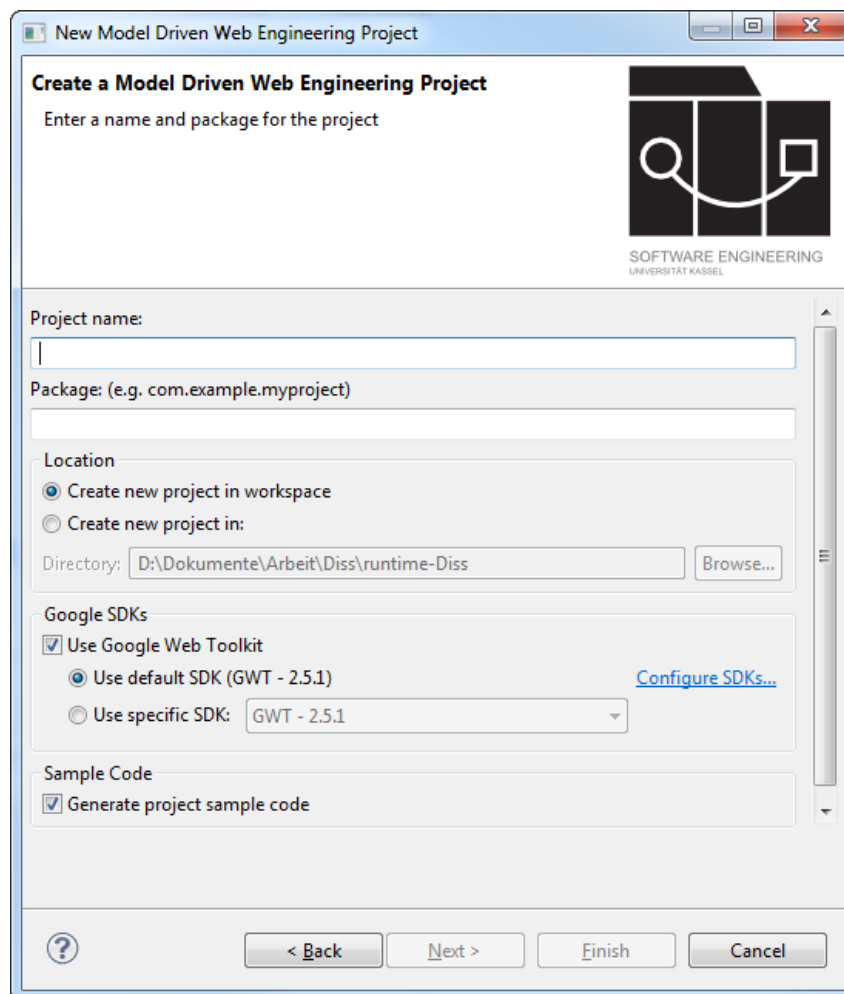 New Model Driven Web Engineering Project
Create a Model Driven Web Engineering Project
Enter a name and package for the project
SOFTWARE ENGINEERING
UNIVERSITÄT KASSEL
Project name:
Package: (e.g. com.example.myproject)
Location
Create new project in workspace
Create new project in:
Directory: D:\Dokumente\Arbeit\Diss\runtime-Diss Browse...
Google SDKs
Use Google Web Toolkit
Use default SDK (GWT - 2.5.1) Configure SDKs...
Use specific SDK: GWT - 2.5.1
Sample Code
Generate project sample code
? < Back Next > Finish Cancel